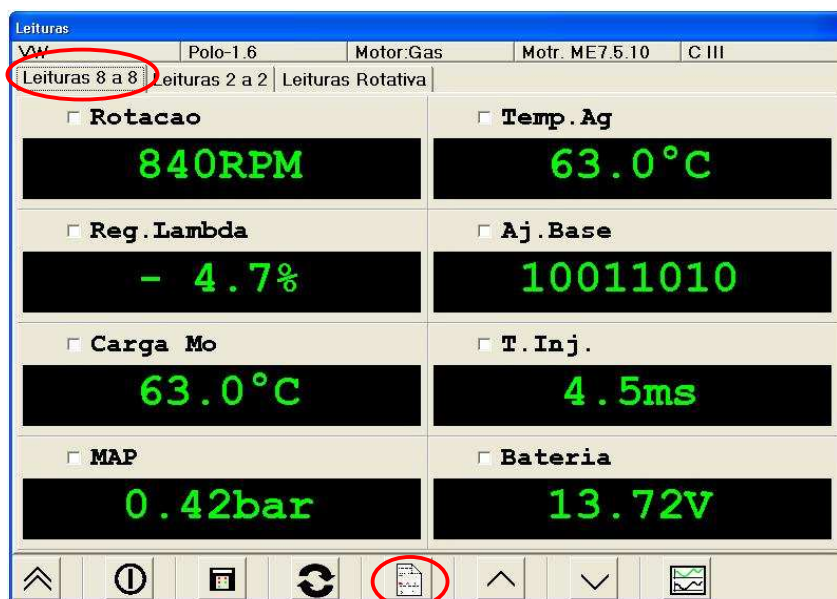 Leituras
VW Polo-1.6 Motor:Gas Motr. ME7.5.10 C III
Leituras 8 a 8 Leituras 2 a 2 Leituras Rotativa
Rotacao Temp.Ag
840RPM 63.0°C
Reg.Lambda Aj.Base
- 4.7% 10011010
Carga Mo T.Inj.
63.0°C 4.5ms
MAP Bateria
0.42bar 13.72V